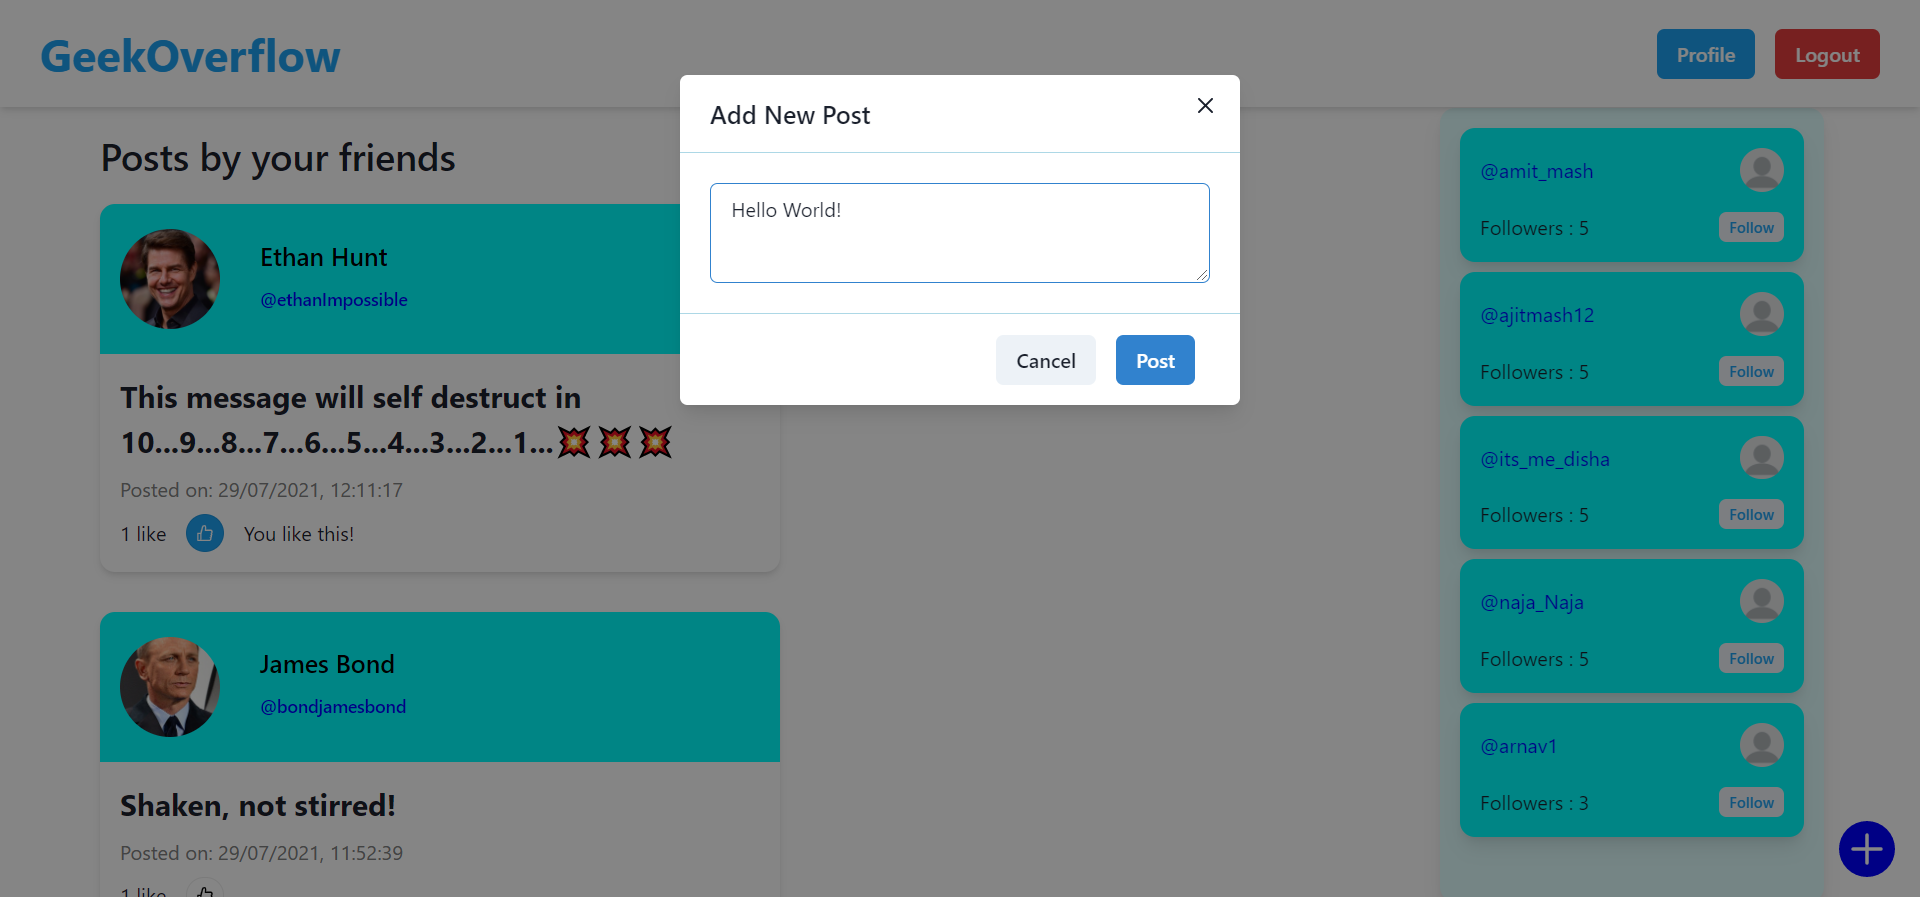 GeekOverflow
Profile
Logout
Add New Post
Hello World!
Cancel
Post
Posts by your friends
Ethan Hunt
@ethanImpossible
This message will self destruct in
10...9...8...7...6...5...4...3...2...1...💥💥💥
Posted on: 29/07/2021, 12:11:17
1 like
You like this!
James Bond
@bondjamesbond
Shaken, not stirred!
Posted on: 29/07/2021, 11:52:39
1 like
@amit_mash
Followers : 5
Follow
@ajitmash12
Followers : 5
Follow
@its_me_disha
Followers : 5
Follow
@naja_Naja
Followers : 5
Follow
@arnav1
Followers : 3
Follow